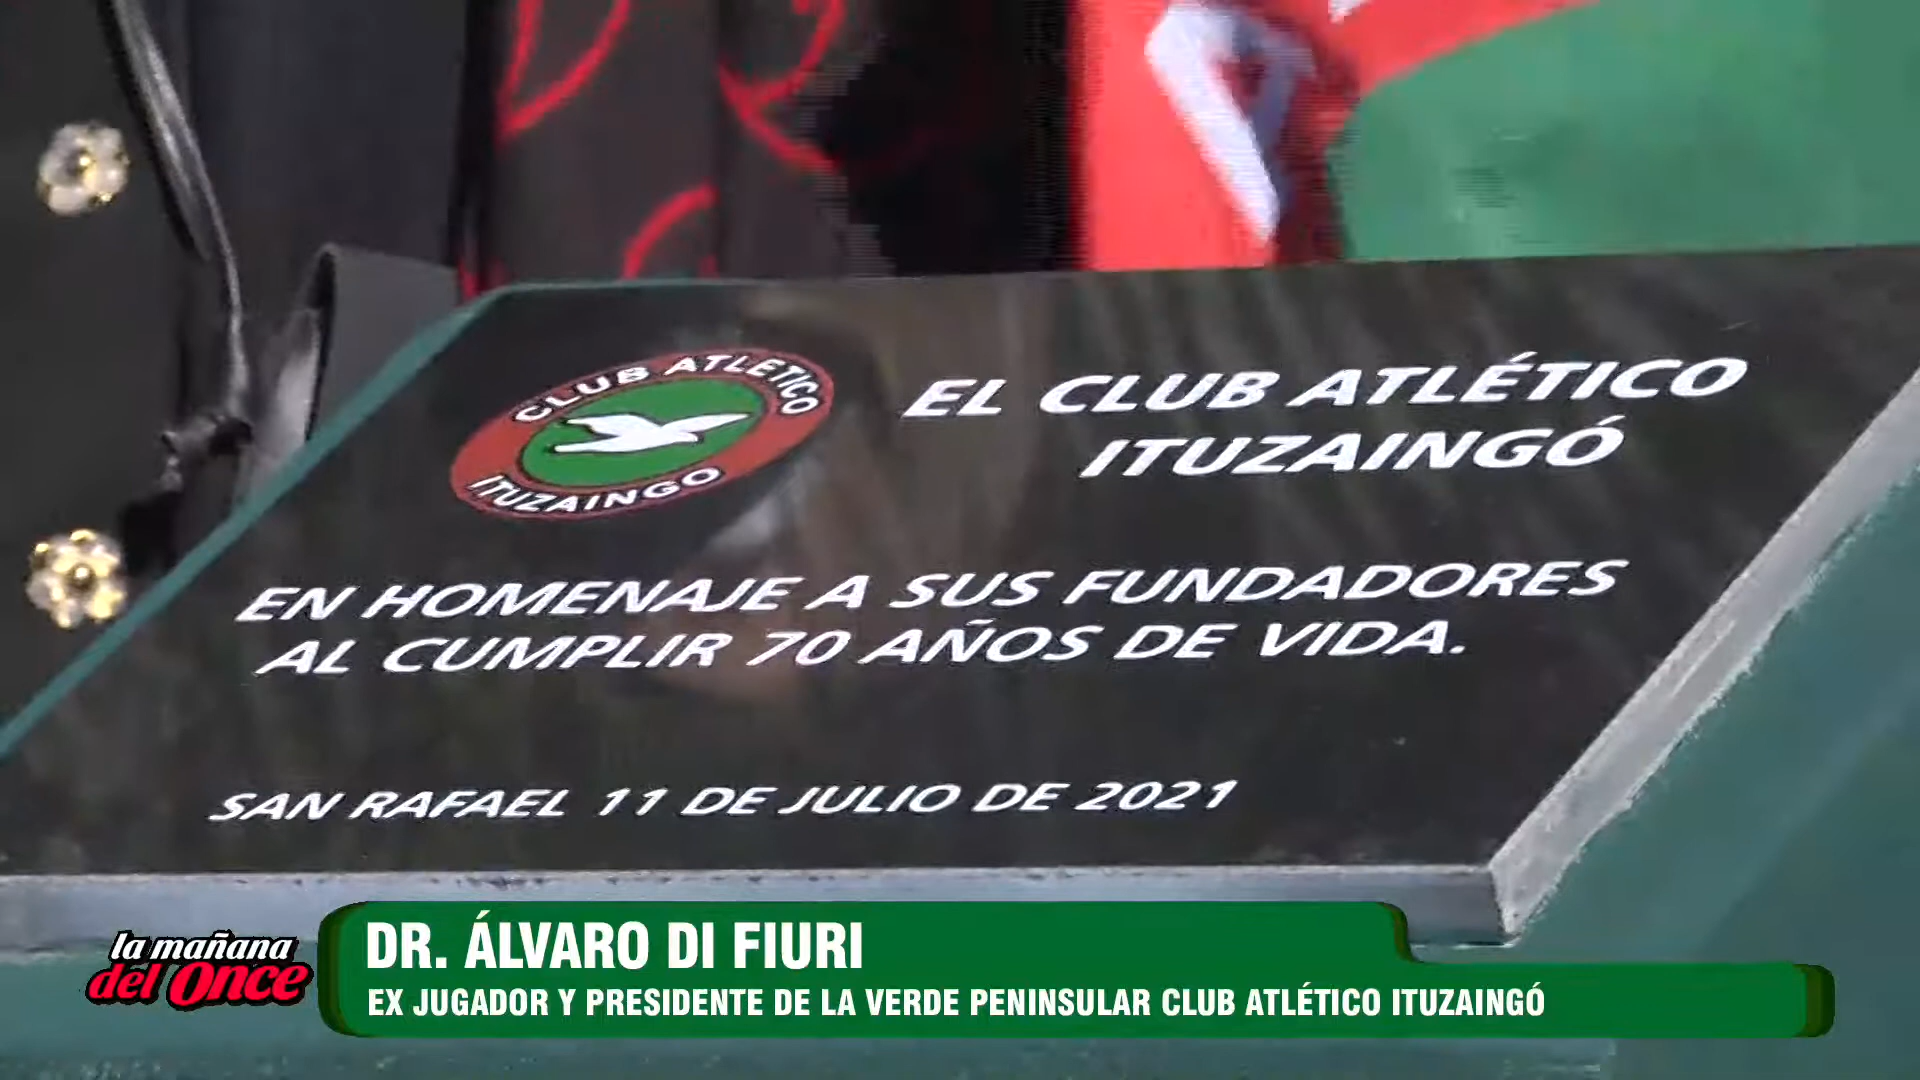 CLUB ATLETICO
ITUZAINGO
EL CLUB ATLÉTICO
ITUZAINGÓ
EN HOMENAJE A SUS FUNDADORES
AL CUMPLIR 70 AÑOS DE VIDA.
SAN RAFAEL 11 DE JULIO DE 2021
la mañana
del Once
DR. ÁLVARO DI FIURI
EX JUGADOR Y PRESIDENTE DE LA VERDE PENINSULAR CLUB ATLÉTICO ITUZAINGÓ